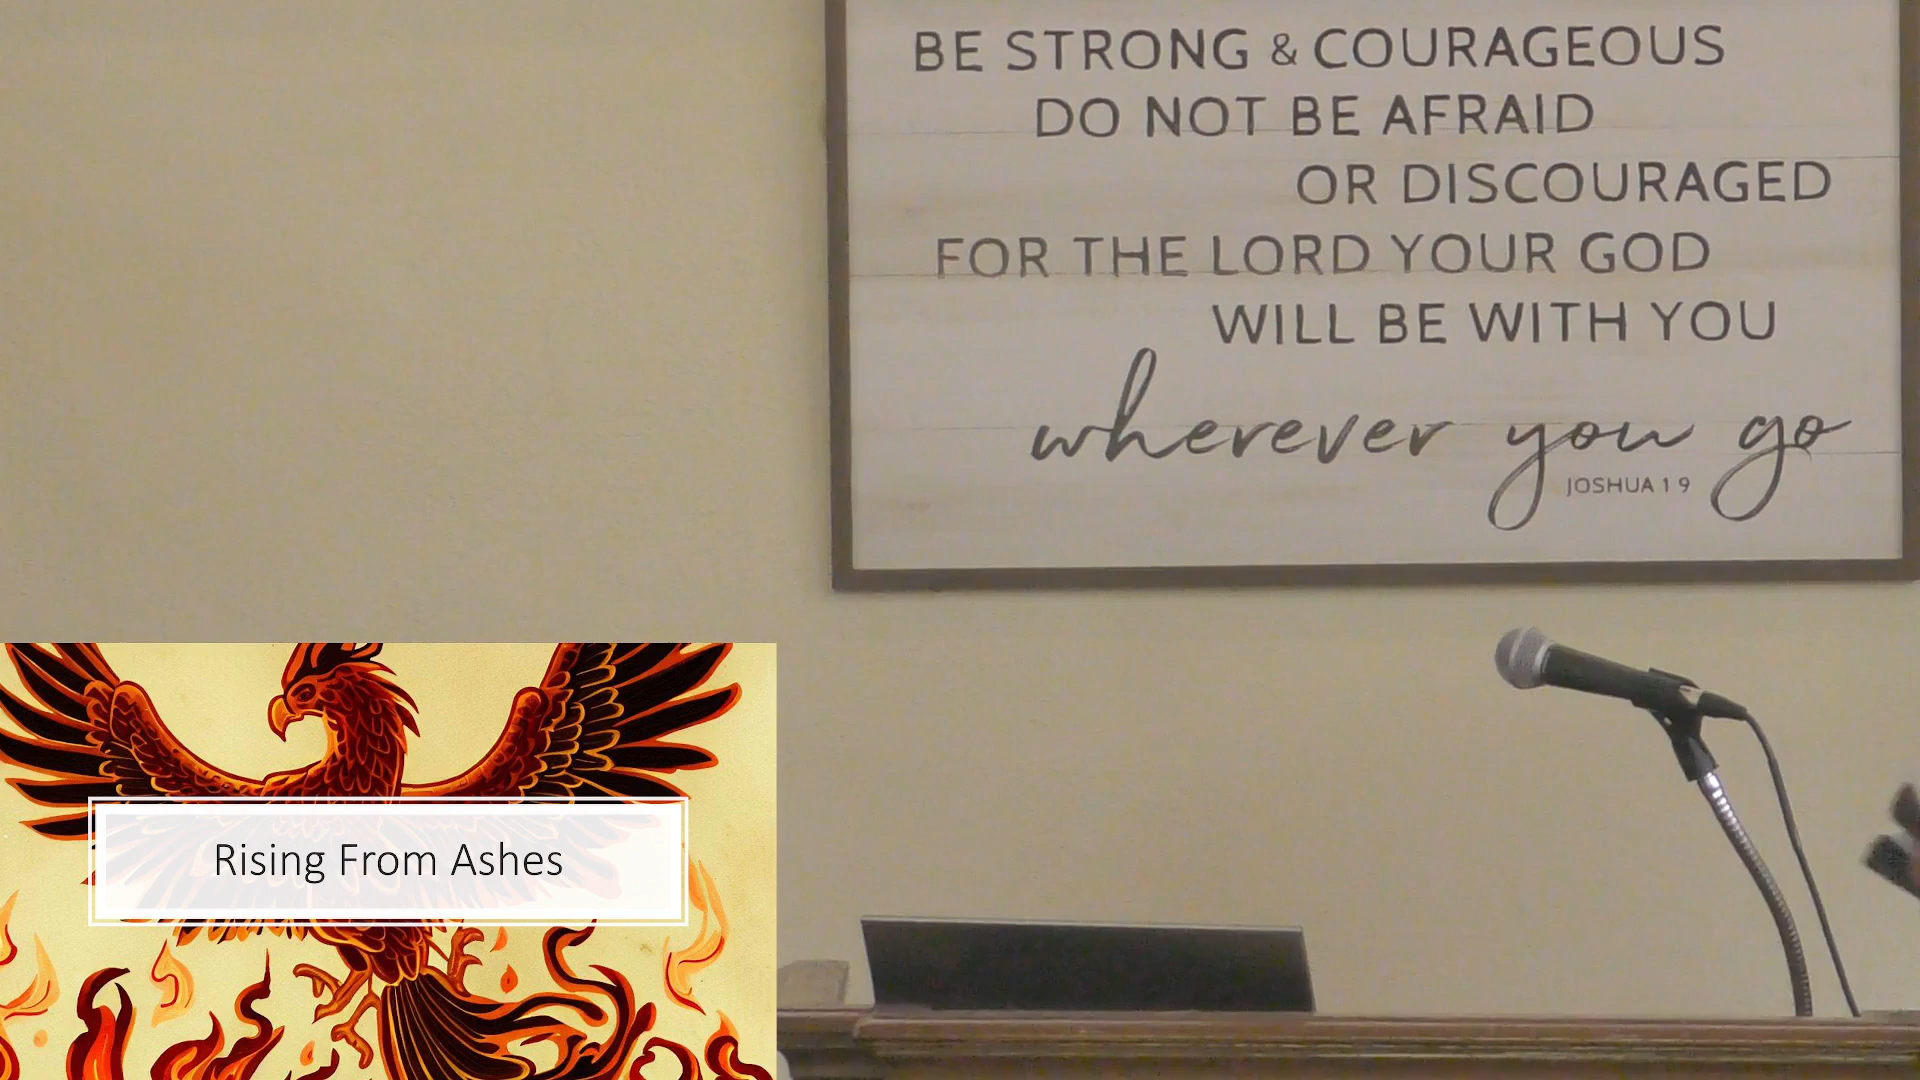 BE STRONG & COURAGEOUS
DO NOT BE AFRAID
OR DISCOURAGED
FOR THE LORD YOUR GOD
WILL BE WITH YOU
wherever you go
JOSHUA 1 9
Rising From Ashes